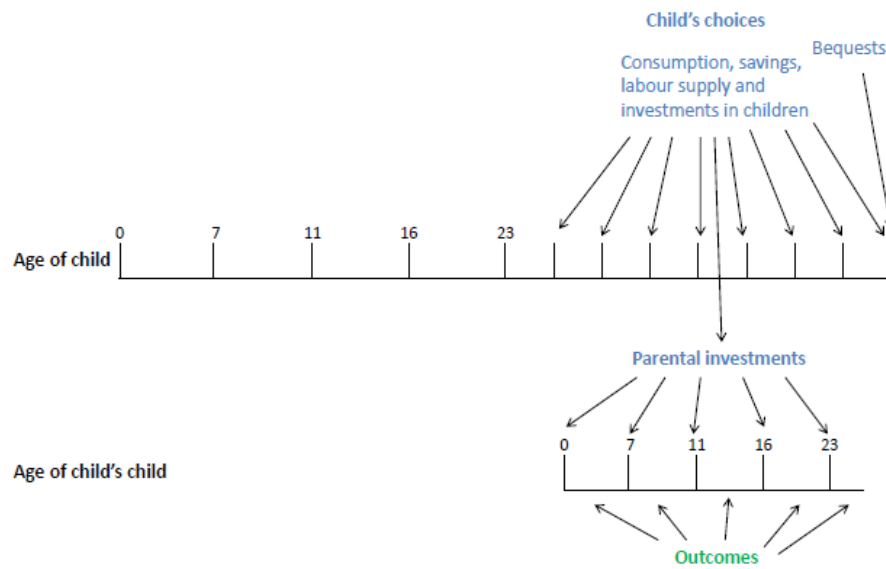 Child's choices
Bequests
Consumption, savings,
labour supply and
investments in children
0 7 11 16 23
Age of child
Parental investments
0 7 11 16 23
Age of child's child
Outcomes